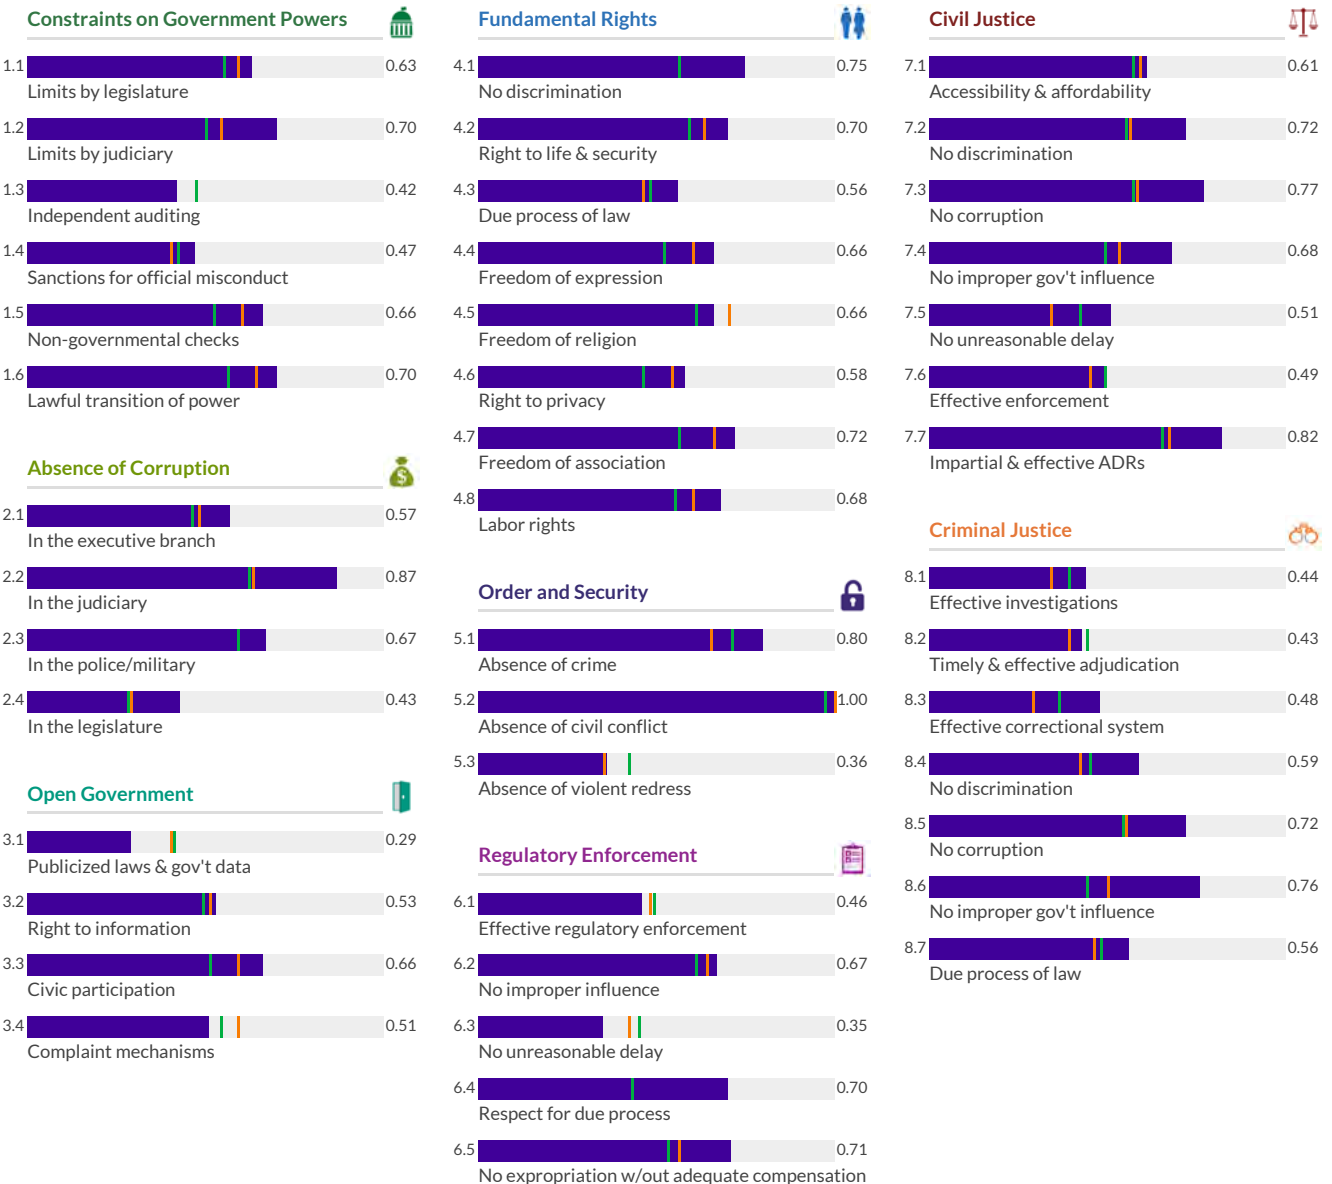 Constraints on Government Powers
1.1 0.63
Limits by legislature
1.2 0.70
Limits by judiciary
1.3 0.42
Independent auditing
1.4 0.47
Sanctions for official misconduct
1.5 0.66
Non-governmental checks
1.6 0.70
Lawful transition of power
Absence of Corruption
2.1 0.57
In the executive branch
2.2 0.87
In the judiciary
2.3 0.67
In the police/military
2.4 0.43
In the legislature
Open Government
3.1 0.29
Publicized laws & gov't data
3.2 0.53
Right to information
3.3 0.66
Civic participation
3.4 0.51
Complaint mechanisms
Fundamental Rights
4.1 0.75
No discrimination
4.2 0.70
Right to life & security
4.3 0.56
Due process of law
4.4 0.66
Freedom of expression
4.5 0.66
Freedom of religion
4.6 0.58
Right to privacy
4.7 0.72
Freedom of association
4.8 0.68
Labor rights
Order and Security
5.1 0.80
Absence of crime
5.2 1.00
Absence of civil conflict
5.3 0.36
Absence of violent redress
Regulatory Enforcement
6.1 0.46
Effective regulatory enforcement
6.2 0.67
No improper influence
6.3 0.35
No unreasonable delay
6.4 0.70
Respect for due process
6.5 0.71
No expropriation w/out adequate compensation
Civil Justice
7.1 0.61
Accessibility & affordability
7.2 0.72
No discrimination
7.3 0.77
No corruption
7.4 0.68
No improper gov't influence
7.5 0.51
No unreasonable delay
7.6 0.49
Effective enforcement
7.7 0.82
Impartial & effective ADRs
Criminal Justice
8.1 0.44
Effective investigations
8.2 0.43
Timely & effective adjudication
8.3 0.48
Effective correctional system
8.4 0.59
No discrimination
8.5 0.72
No corruption
8.6 0.76
No improper gov't influence
8.7 0.56
Due process of law